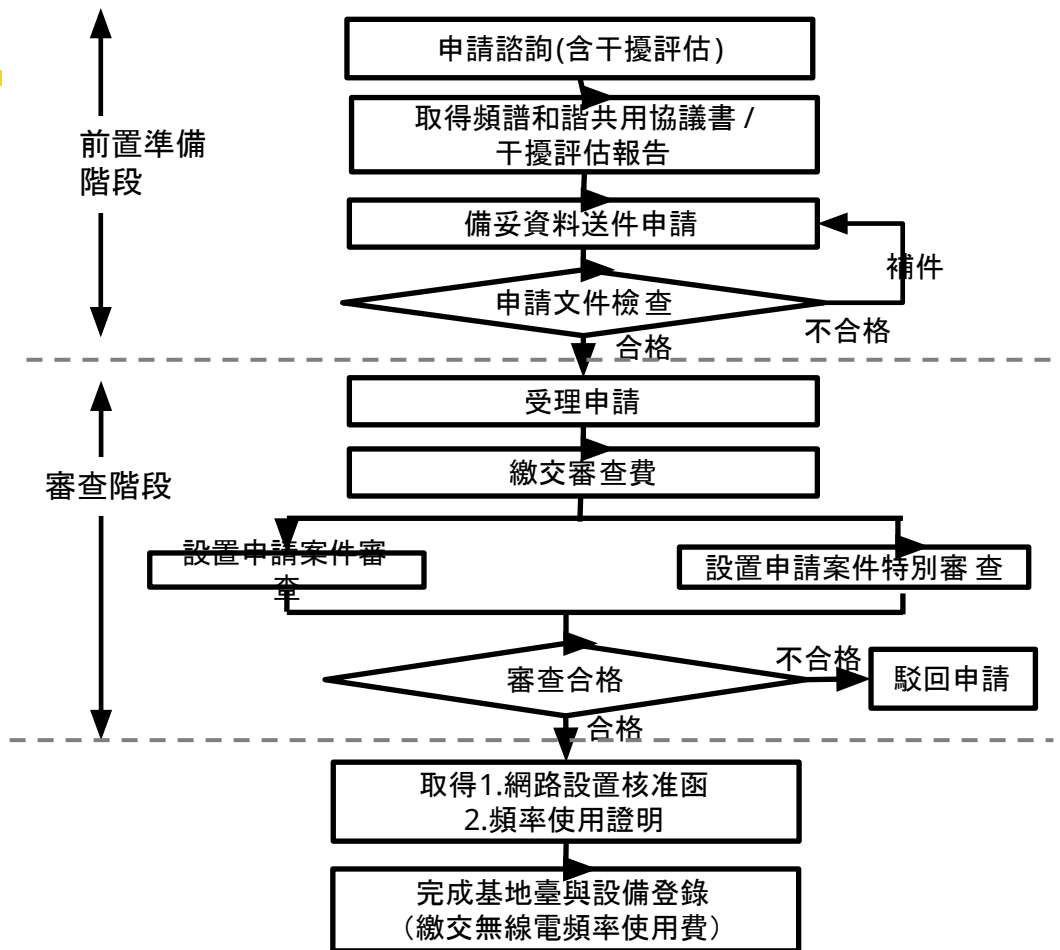 申請諮詢(含干擾評估)
取得頻譜和諧共用協議書 /
干擾評估報告
前置準備
階段
備妥資料送件申請
補件
申請文件檢查
不合格
合格
受理申請
審查階段
繳交審查費
設置申請案件審
查
設置申請案件特別審 查
不合格
審查合格
駁回申請
合格
取得1.網路設置核准函
2.頻率使用證明
完成基地臺與設備登錄
（繳交無線電頻率使用費）